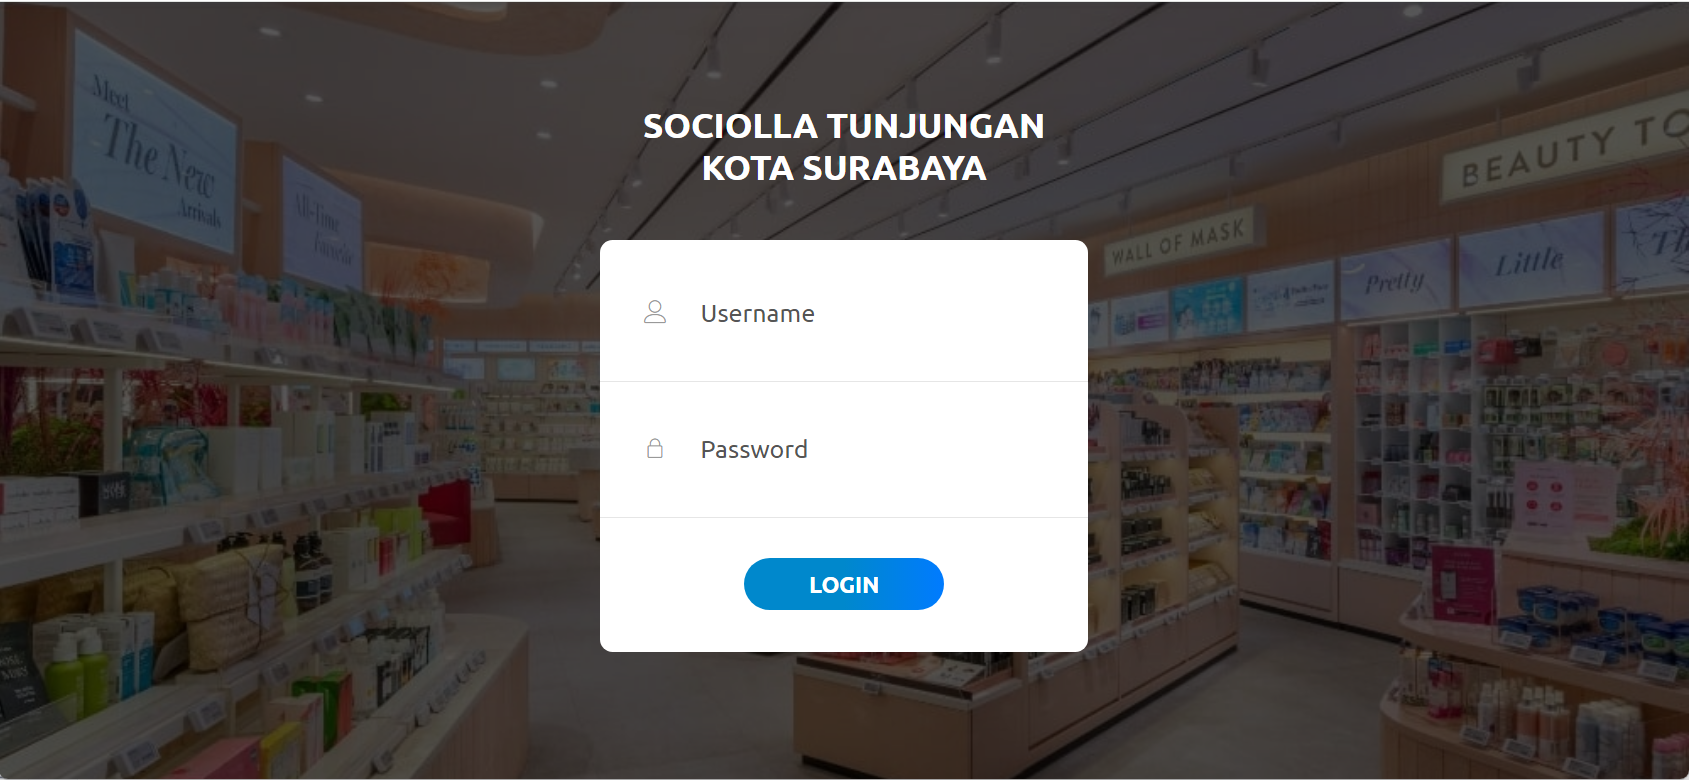 SOCIOLLA TUNJUNGAN
KOTA SURABAYA
Meet
The New
Arrivals
All-Time
Favorite
BEAUTY TO
WALL OF MASK
Pretty
Little
Username
Password
LOGIN